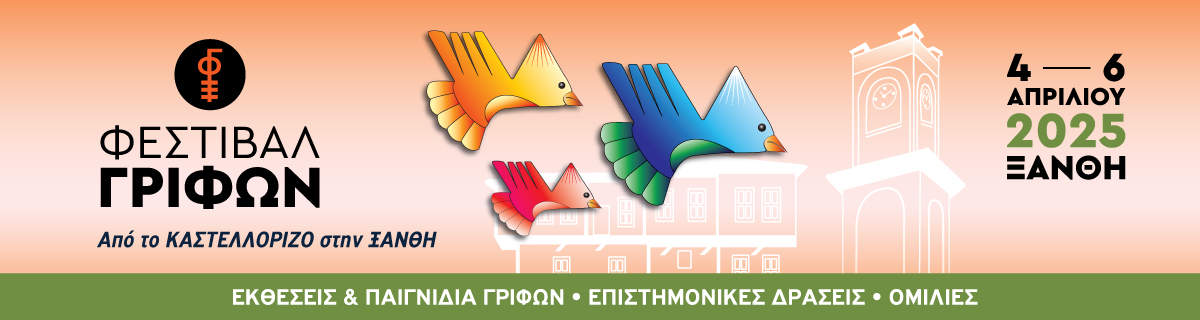 ΦΕΣΤΙΒΑΛ
ΓΡΙΦΩΝ
Από το ΚΑΣΤΕΛΛΟΡΙΖΟ στην ΞΑΝΘΗ
4 — 6
ΑΠΡΙΛΙΟΥ
2025
ΞΑΝΘΗ
ΕΚΘΕΣΕΙΣ & ΠΑΙΓΝΙΔΙΑ ΓΡΙΦΩΝ • ΕΠΙΣΤΗΜΟΝΙΚΕΣ ΔΡΑΣΕΙΣ • ΟΜΙΛΙΕΣ